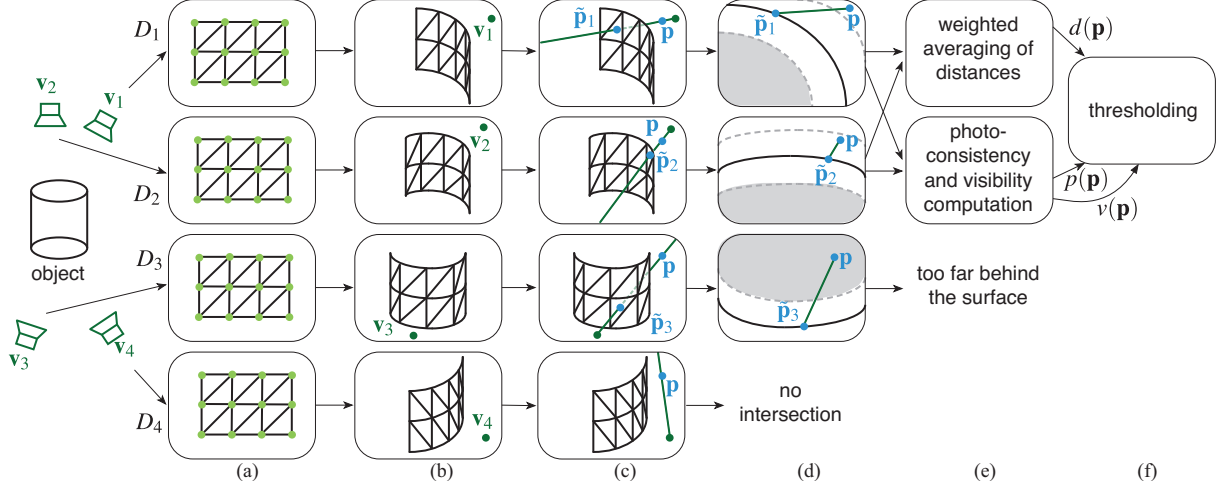 D1
v1
p̃1
p
p̃1
p
weighted
averaging of
distances
d(p)
v2
v1
thresholding
D2
v2
p
p̃2
p
p̃2
photo-
consistency
and visibility
computation
p(p)
v(p)
object
D3
v3
p
p̃3
p
p̃3
too far behind
the surface
v3
v4
D4
v4
p
no
intersection
(a)
(b)
(c)
(d)
(e)
(f)